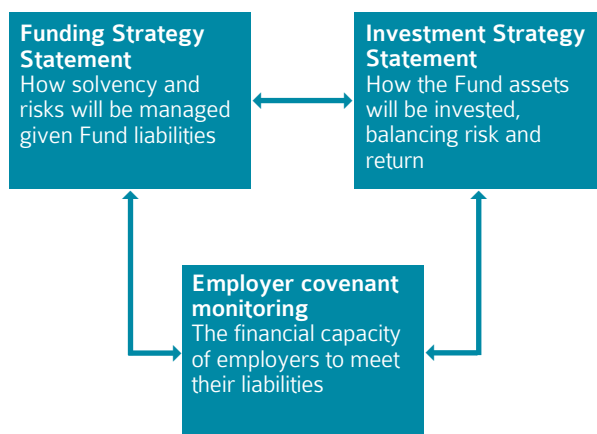 Funding Strategy
Statement
How solvency and
risks will be managed
given Fund liabilities
Investment Strategy
Statement
How the Fund assets
will be invested,
balancing risk and
return
Employer covenant
monitoring
The financial capacity
of employers to meet
their liabilities